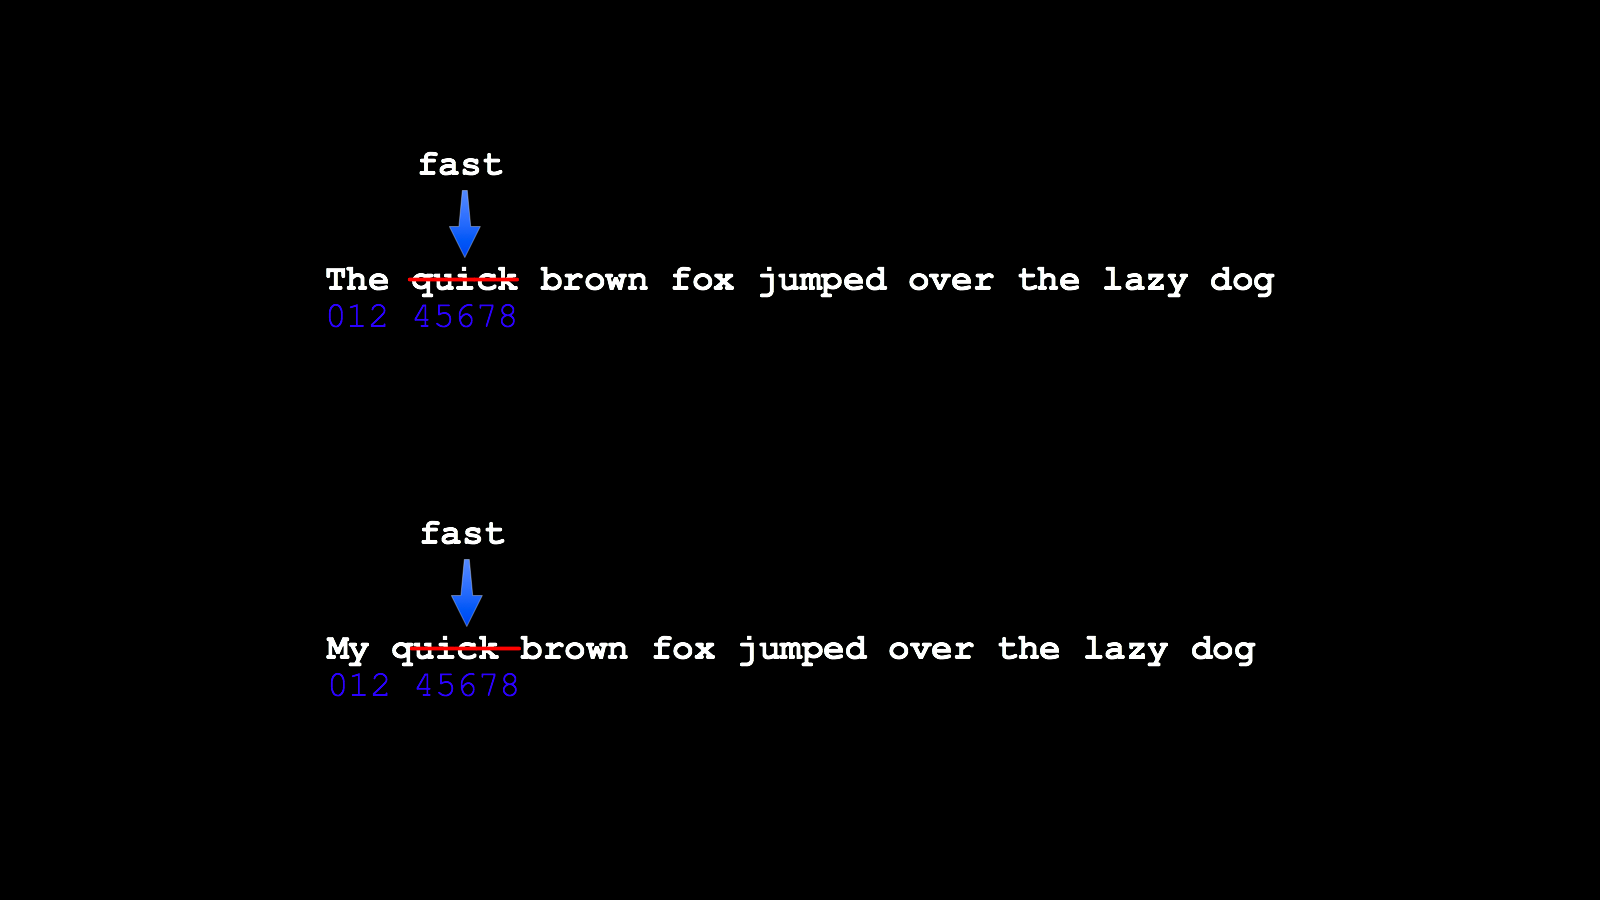 fast
The quick brown fox jumped over the lazy dog
012 45678
fast
My quick brown fox jumped over the lazy dog
012 45678